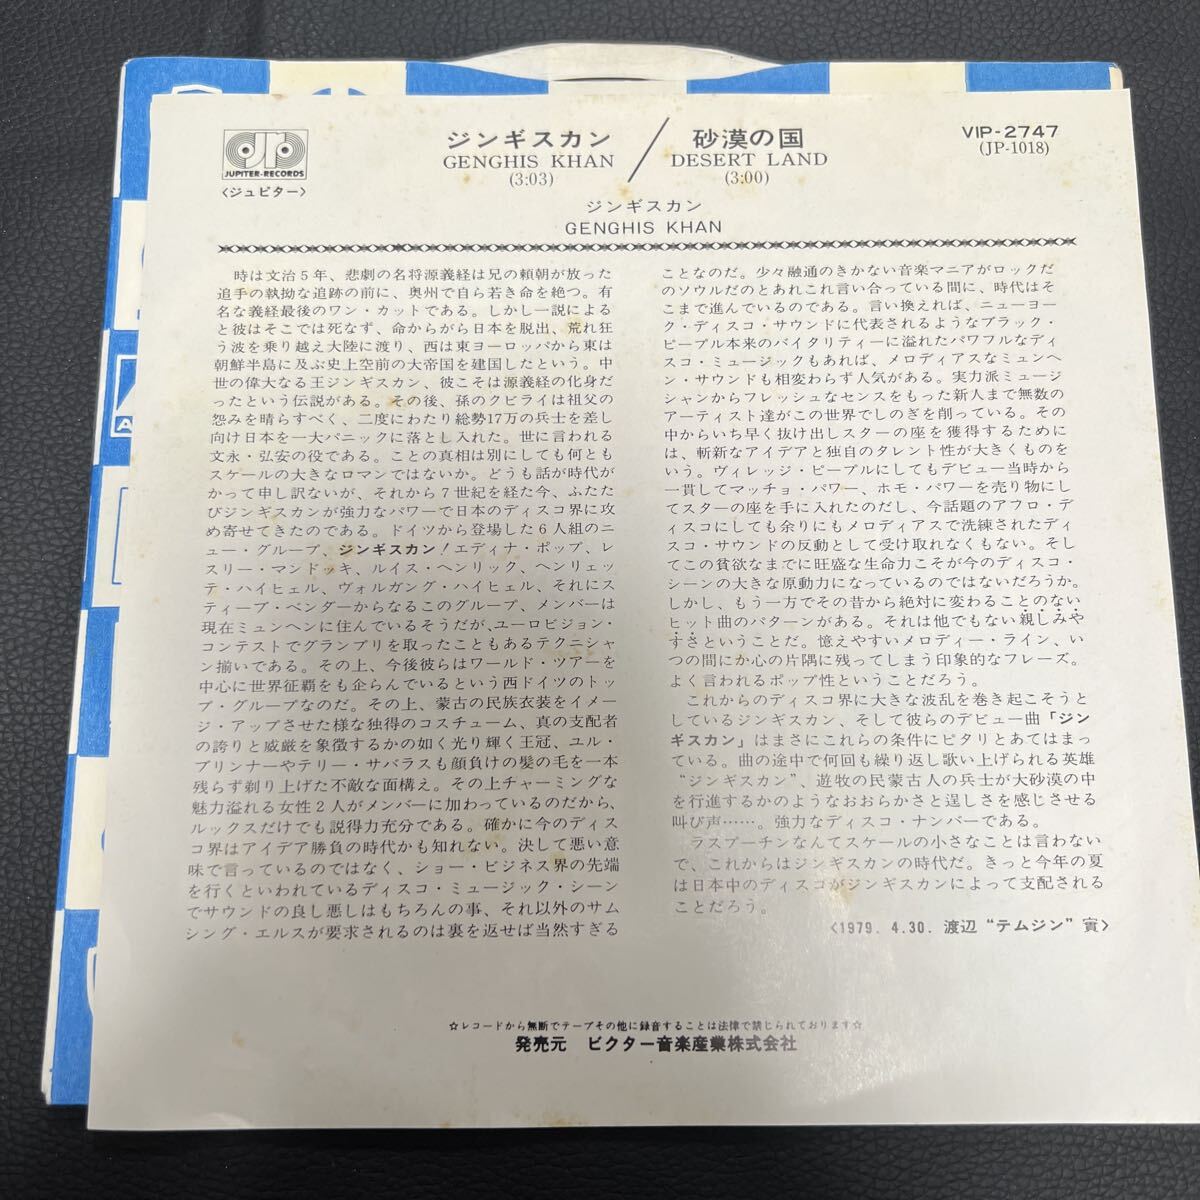 JUPITER-RECORDS
〈ジュピター〉
ジンギスカン
GENGHIS KHAN
(3:03)
砂漠の国
DESERT LAND
(3:00)
VIP-2747
(JP-1018)
ジンギスカン
GENGHIS KHAN
時は文治5年、悲劇の名将源義経は兄の頼朝が放った
追手の執拗な追跡の前に、奥州で自ら若き命を絶つ。有
名な義経最後のワン・カットである。しかし一説による
と彼はそこでは死なず、命からがら日本を脱出、荒れ狂
う波を乗り越え大陸に渡り、西は東ヨーロッパから東は
朝鮮半島に及ぶ史上空前の大帝国を建国したという。中
世の偉大なる王ジンギスカン、彼こそは源義経の化身だ
ったという伝説がある。その後、孫のクビライは祖父の
怨みを晴らすべく、二度にわたり総勢17万の兵士を差し
向け日本を一大パニックに落とし入れた。世に言われる
文永・弘安の役である。ことの真相は別にしても何とも
スケールの大きなロマンではないか。どうも話が時代が
かって申し訳ないが、それから7世紀を経た今、ふたた
びジンギスカンが強力なパワーで日本のディスコ界に攻
め寄せてきたのである。ドイツから登場した6人組のニ
ュー・グループ、ジンギスカン！エディナ・ポップ、レ
スリー・マンドッキ、ルイス・ヘンリック、ヘンリェッ
テ・ハイヒェル、ヴォルガング・ハイヒェル、それにス
ティーブ・ベンダーからなるこのグループ、メンバーは
現在ミュンヘンに住んでいるそうだが、ユーロビジョン・
コンテストでグランプリを取ったこともあるテクニシャ
ン揃いである。その上、今後彼らはワールド・ツアーを
中心に世界征覇をも企らんでいるという西ドイツのトッ
プ・グループなのだ。その上、蒙古の民族衣装をイメー
ジ・アップさせた様な独得のコスチューム、真の支配者
の誇りと威厳を象徴するかの如く光り輝く王冠、ユル・
ブリンナーやテリー・サバラスも顔負けの髪の毛を一本
残らず剃り上げた不敵な面構え。その上チャーミングな
魅力溢れる女性2人がメンバーに加わっているのだから、
ルックスだけでも説得力充分である。確かに今のディス
コ界はアイデア勝負の時代かも知れない。決して悪い意
味で言っているのではなく、ショー・ビジネス界の先端
を行くといわれているディスコ・ミュージック・シーン
でサウンドの良し悪しはもちろんの事、それ以外のサム
シング・エルスが要求されるのは裏を返せば当然すぎる
ことなのだ。少々融通のきかない音楽マニアがロックだ
のソウルだのとあれこれ言い合っている間に、時代はそ
こまで進んでいるのである。言い換えれば、ニューヨー
ク・ディスコ・サウンドに代表されるようなブラック・
ピープル本来のバイタリティーに溢れたパワフルなディ
スコ・ミュージックもあれば、メロディアスなミュンヘ
ン・サウンドも相変わらず人気がある。実力派ミュージ
シャンからフレッシュなセンスをもった新人まで無数の
アーティスト達がこの世界でしのぎを削っている。その
中からいち早く抜け出しスターの座を獲得するために
は、斬新なアイデアと独自のタレント性が大きくものを
いう。ヴィレッジ・ピープルにしてもデビュー当時から
一貫してマッチョ・パワー、ホモ・パワーを売り物にし
てスターの座を手に入れたのだし、今話題のアフロ・デ
ィスコにしても余りにもメロディアスで洗練されたディ
スコ・サウンドの反動として受け取れなくもない。そし
てこの貧欲なまでに旺盛な生命力こそが今のディスコ・
シーンの大きな原動力になっているのではないだろうか。
しかし、もう一方でその昔から絶対に変わることのない
ヒット曲のパターンがある。それは他でもない親しみや
すさということだ。憶えやすいメロディー・ライン、い
つの間にか心の片隅に残ってしまう印象的なフレーズ。
よく言われるポップ性ということだろう。
これからのディスコ界に大きな波乱を巻き起こそうと
しているジンギスカン、そして彼らのデビュー曲「ジン
ギスカン」はまさにこれらの条件にピタリとあてはまっ
ている。曲の途中で何回も繰り返し歌い上げられる英雄
“ジンギスカン”、遊牧の民蒙古人の兵士が大砂漠の中
を行進するかのようなおおらかさと逞しさを感じさせる
叫び声……。強力なディスコ・ナンバーである。
ラスプーチンなんてスケールの小さなことは言わない
で、これからはジンギスカンの時代だ。きっと今年の夏
は日本中のディスコがジンギスカンによって支配される
ことだろう。
〈1979. 4.30. 渡辺 “テムジン” 寅〉
☆レコードから無断でテープその他に録音することは法律で禁じられております☆
発売元 ビクター音楽産業株式会社